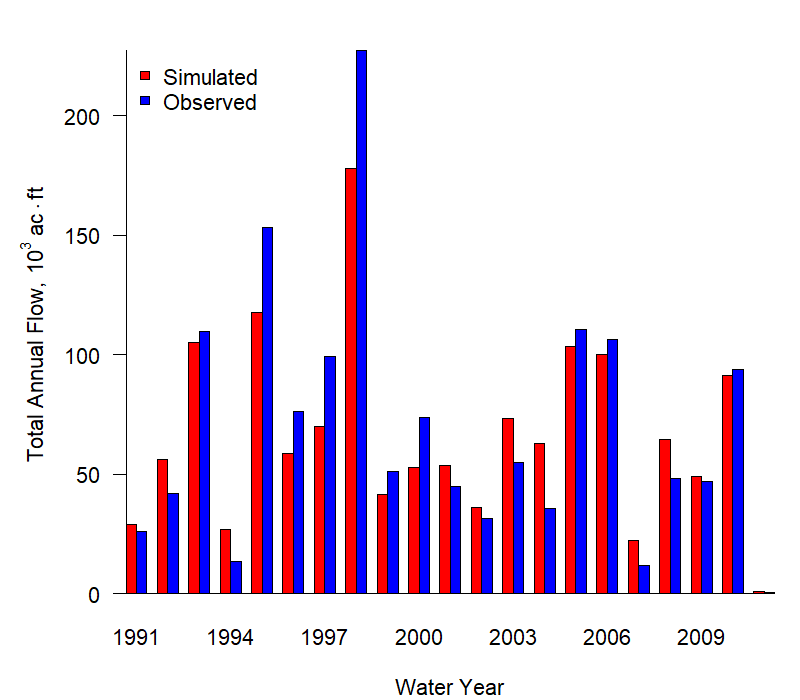 Simulated
Observed
200
150
100
50
0
Total Annual Flow, 10³ ac·ft
1991 1994 1997 2000 2003 2006 2009
Water Year